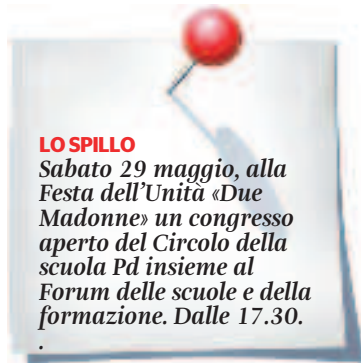 LO SPILLO
Sabato 29 maggio, alla
Festa dell'Unità «Due
Madonne» un congresso
aperto del Circolo della
scuola Pd insieme al
Forum delle scuole e della
formazione. Dalle 17.30.
.